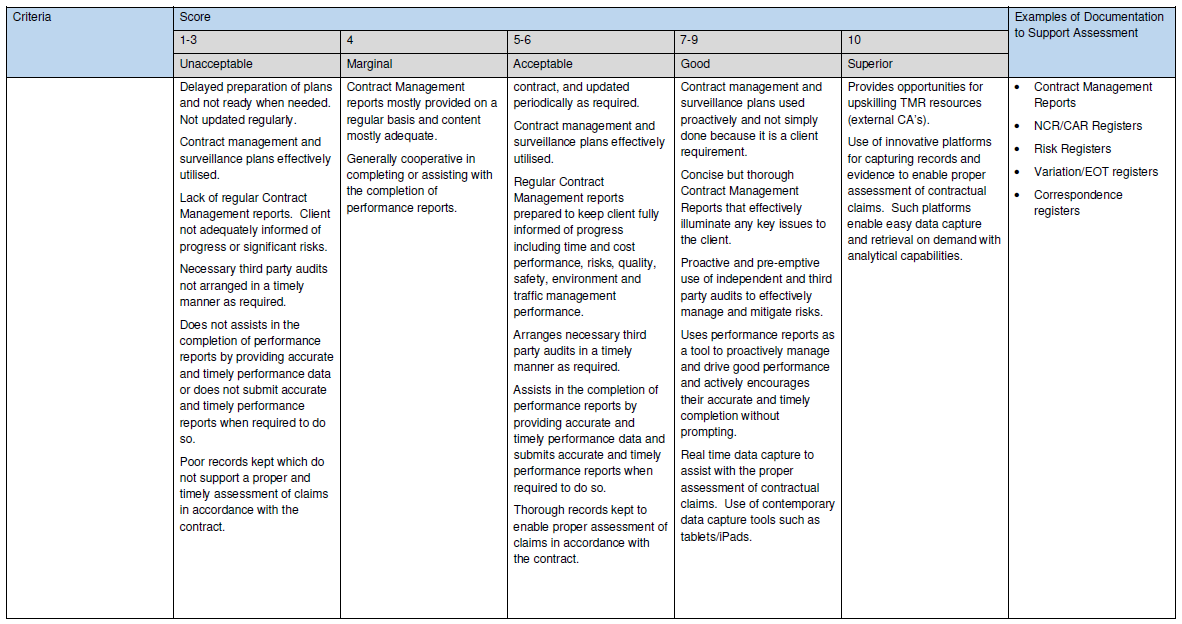 Criteria
Score
Examples of Documentation
to Support Assessment
1-3
4
5-6
7-9
10
Unacceptable
Marginal
Acceptable
Good
Superior
Delayed preparation of plans
and not ready when needed.
Not updated regularly.
Contract management and
surveillance plans effectively
utilised.
Lack of regular Contract
Management reports.  Client
not adequately informed of
progress or significant risks.
Necessary third party audits
not arranged in a timely
manner as required.
Does not assists in the
completion of performance
reports by providing accurate
and timely performance data
or does not submit accurate
and timely performance
reports when required to do
so.
Poor records kept which do
not support a proper and
timely assessment of claims
in accordance with the
contract.
Contract Management
reports mostly provided on a
regular basis and content
mostly adequate.
Generally cooperative in
completing or assisting with
the completion of
performance reports.
contract, and updated
periodically as required.
Contract management and
surveillance plans effectively
utilised.
Regular Contract
Management reports
prepared to keep client fully
informed of progress
including time and cost
performance, risks, quality,
safety, environment and
traffic management
performance.
Arranges necessary third
party audits in a timely
manner as required.
Assists in the completion of
performance reports by
providing accurate and
timely performance data and
submits accurate and timely
performance reports when
required to do so.
Thorough records kept to
enable proper assessment of
claims in accordance with
the contract.
Contract management and
surveillance plans used
proactively and not simply
done because it is a client
requirement.
Concise but thorough
Contract Management
Reports that effectively
illuminate any key issues to
the client.
Proactive and pre-emptive
use of independent and third
party audits to effectively
manage and mitigate risks.
Uses performance reports as
a tool to proactively manage
and drive good performance
and actively encourages
their accurate and timely
completion without
prompting.
Real time data capture to
assist with the proper
assessment of contractual
claims.  Use of contemporary
data capture tools such as
tablets/iPads.
Provides opportunities for
upskilling TMR resources
(external CA's).
Use of innovative platforms
for capturing records and
evidence to enable proper
assessment of contractual
claims.  Such platforms
enable easy data capture
and retrieval on demand with
analytical capabilities.
• Contract Management
Reports
• NCR/CAR Registers
• Risk Registers
• Variation/EOT registers
• Correspondence
registers